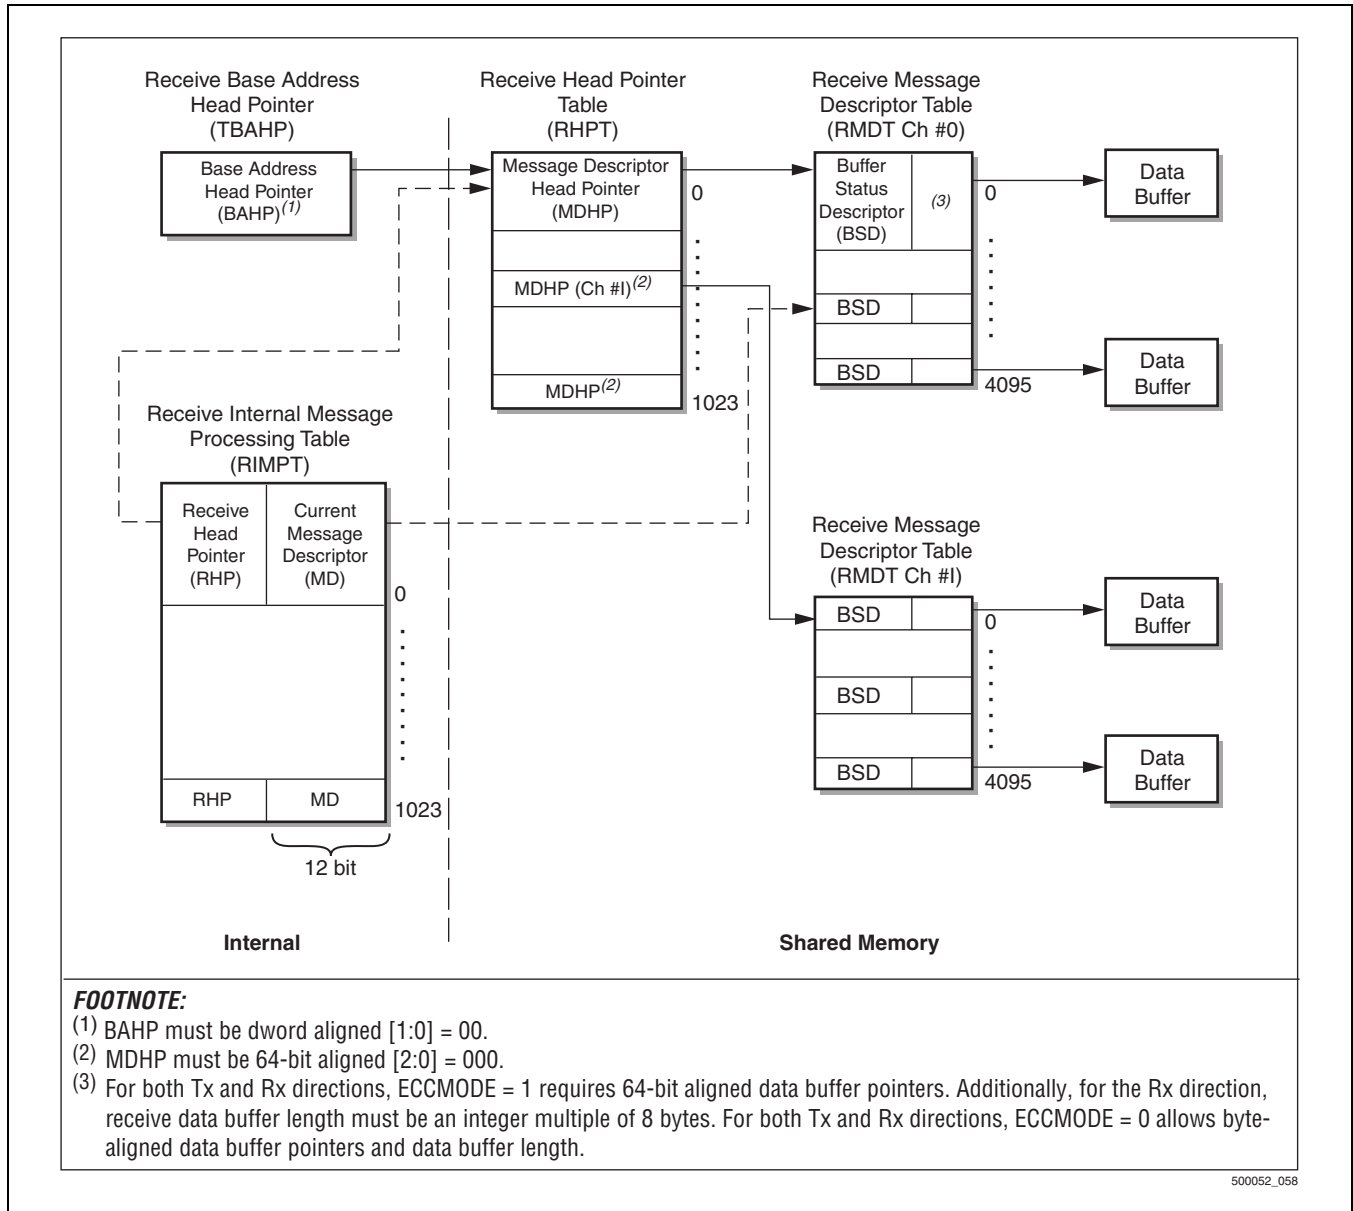 Receive Base Address
Head Pointer
(TBAHP)
Base Address
Head Pointer
(BAHP)(1)
Receive Head Pointer
Table
(RHPT)
Message Descriptor
Head Pointer
(MDHP)
0
MDHP (Ch #I)(2)
MDHP(2)
1023
Receive Message
Descriptor Table
(RMDT Ch #0)
Buffer
Status
Descriptor
(BSD)
(3)
0
BSD
BSD
4095
Data
Buffer
Data
Buffer
Receive Internal Message
Processing Table
(RIMPT)
Receive
Head
Pointer
(RHP)
Current
Message
Descriptor
(MD)
0
RHP
MD
1023
12 bit
Receive Message
Descriptor Table
(RMDT Ch #I)
BSD
0
BSD
BSD
4095
Data
Buffer
Data
Buffer
Internal
Shared Memory
FOOTNOTE:
(1) BAHP must be dword aligned [1:0] = 00.
(2) MDHP must be 64-bit aligned [2:0] = 000.
(3) For both Tx and Rx directions, ECCMODE = 1 requires 64-bit aligned data buffer pointers. Additionally, for the Rx direction,
receive data buffer length must be an integer multiple of 8 bytes. For both Tx and Rx directions, ECCMODE = 0 allows byte-
aligned data buffer pointers and data buffer length.
500052_058